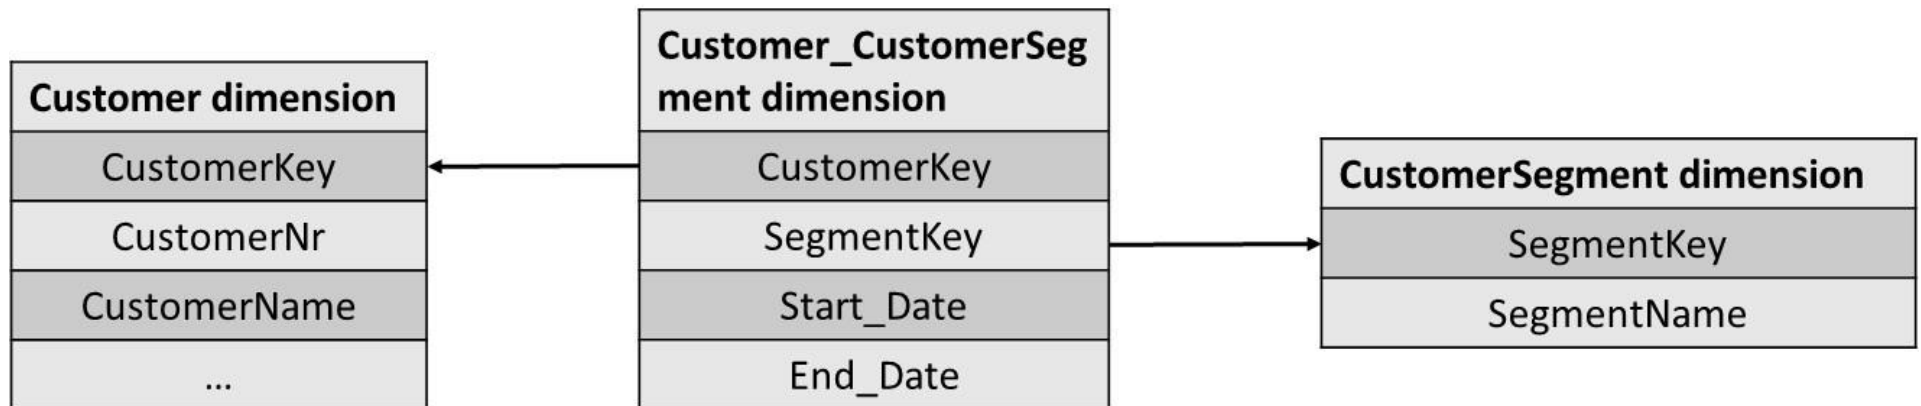 Customer dimension
CustomerKey
CustomerNr
CustomerName
...
Customer_CustomerSeg
ment dimension
CustomerKey
SegmentKey
Start_Date
End_Date
CustomerSegment dimension
SegmentKey
SegmentName